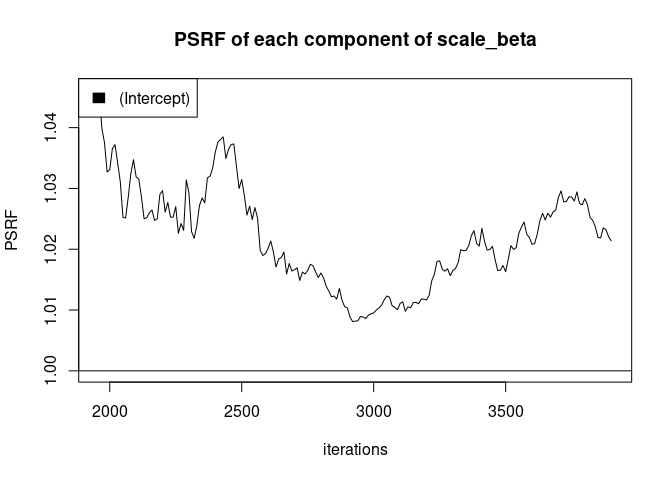 PSRF of each component of scale_beta
(Intercept)
PSRF
1.04
1.03
1.02
1.01
1.00
2000 2500 3000 3500
iterations